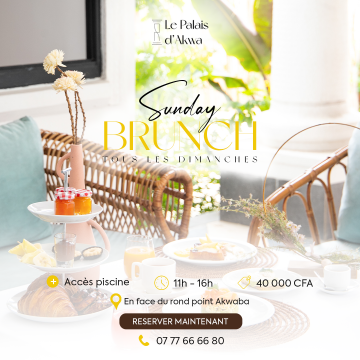 Le Palais
d'Akwa
Sunday
BRUNCH
TOUS LES DIMANCHES
Accès piscine
11h - 16h
40 000 CFA
En face du rond point Akwaba
RESERVER MAINTENANT
07 77 66 66 80